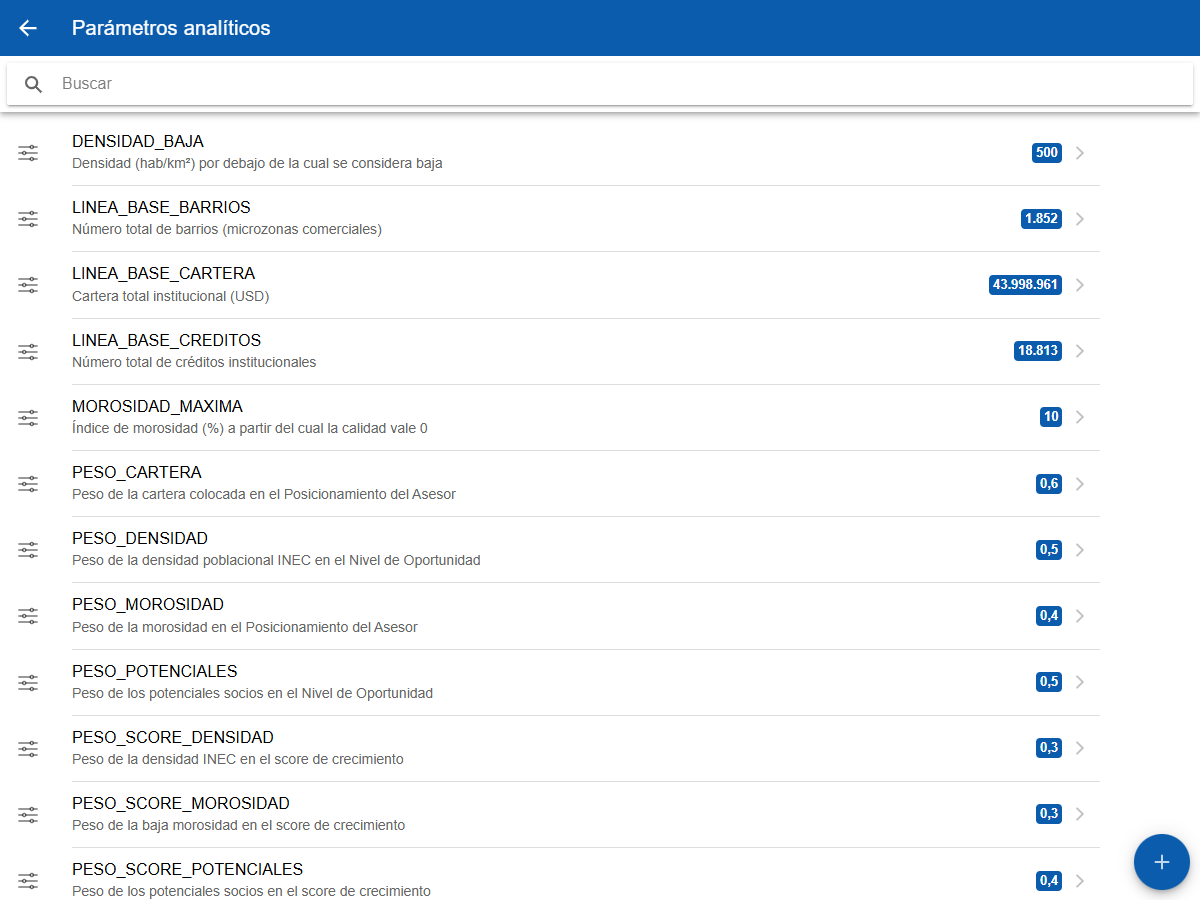 Parámetros analíticos
Buscar
DENSIDAD_BAJA
Densidad (hab/km²) por debajo de la cual se considera baja
500
LINEA_BASE_BARRIOS
Número total de barrios (microzonas comerciales)
1.852
LINEA_BASE_CARTERA
Cartera total institucional (USD)
43.998.961
LINEA_BASE_CREDITOS
Número total de créditos institucionales
18.813
MOROSIDAD_MAXIMA
Índice de morosidad (%) a partir del cual la calidad vale 0
10
PESO_CARTERA
Peso de la cartera colocada en el Posicionamiento del Asesor
0,6
PESO_DENSIDAD
Peso de la densidad poblacional INEC en el Nivel de Oportunidad
0,5
PESO_MOROSIDAD
Peso de la morosidad en el Posicionamiento del Asesor
0,4
PESO_POTENCIALES
Peso de los potenciales socios en el Nivel de Oportunidad
0,5
PESO_SCORE_DENSIDAD
Peso de la densidad INEC en el score de crecimiento
0,3
PESO_SCORE_MOROSIDAD
Peso de la baja morosidad en el score de crecimiento
0,3
PESO_SCORE_POTENCIALES
Peso de los potenciales socios en el score de crecimiento
0,4